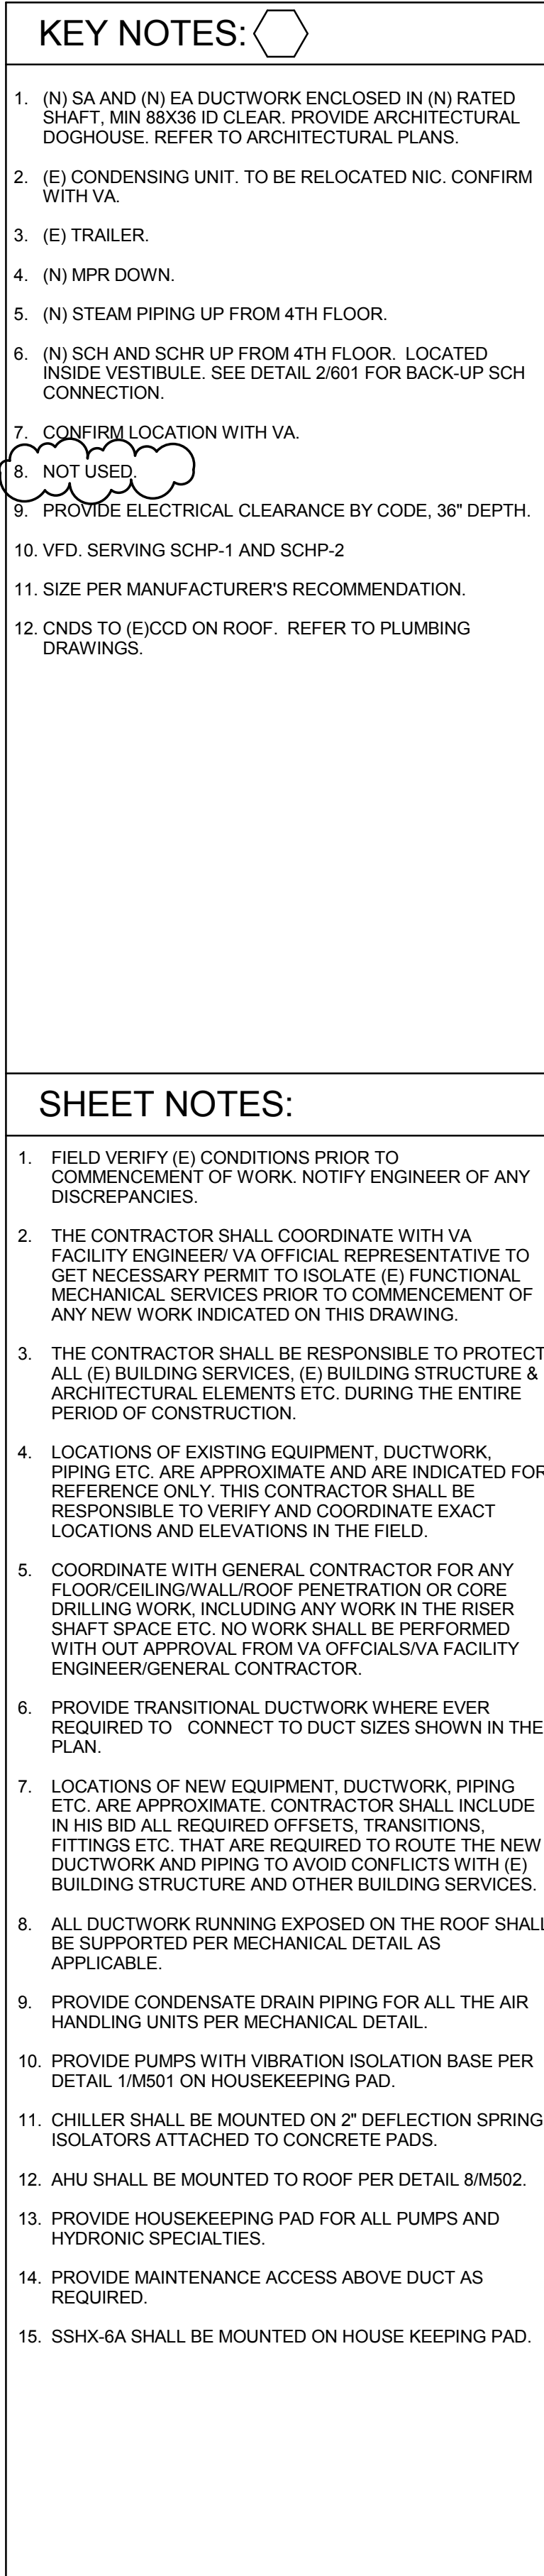 KEY NOTES:
1. (N) SA AND (N) EA DUCTWORK ENCLOSED IN (N) RATED
SHAFT, MIN 88X36 ID CLEAR. PROVIDE ARCHITECTURAL
DOGHOUSE. REFER TO ARCHITECTURAL PLANS.
2. (E) CONDENSING UNIT. TO BE RELOCATED NIC. CONFIRM
WITH VA.
3. (E) TRAILER.
4. (N) MPR DOWN.
5. (N) STEAM PIPING UP FROM 4TH FLOOR.
6. (N) SCH AND SCHR UP FROM 4TH FLOOR. LOCATED
INSIDE VESTIBULE. SEE DETAIL 2/601 FOR BACK-UP SCH
CONNECTION.
7. CONFIRM LOCATION WITH VA.
8. NOT USED.
9. PROVIDE ELECTRICAL CLEARANCE BY CODE, 36" DEPTH.
10. VFD. SERVING SCHP-1 AND SCHP-2
11. SIZE PER MANUFACTURER'S RECOMMENDATION.
12. CNDS TO (E)CCD ON ROOF. REFER TO PLUMBING
DRAWINGS.
SHEET NOTES:
1. FIELD VERIFY (E) CONDITIONS PRIOR TO
COMMENCEMENT OF WORK. NOTIFY ENGINEER OF ANY
DISCREPANCIES.
2. THE CONTRACTOR SHALL COORDINATE WITH VA
FACILITY ENGINEER/ VA OFFICIAL REPRESENTATIVE TO
GET NECESSARY PERMIT TO ISOLATE (E) FUNCTIONAL
MECHANICAL SERVICES PRIOR TO COMMENCEMENT OF
ANY NEW WORK INDICATED ON THIS DRAWING.
3. THE CONTRACTOR SHALL BE RESPONSIBLE TO PROTECT
ALL (E) BUILDING SERVICES, (E) BUILDING STRUCTURE &
ARCHITECTURAL ELEMENTS ETC. DURING THE ENTIRE
PERIOD OF CONSTRUCTION.
4. LOCATIONS OF EXISTING EQUIPMENT, DUCTWORK,
PIPING ETC. ARE APPROXIMATE AND ARE INDICATED FOR
REFERENCE ONLY. THIS CONTRACTOR SHALL BE
RESPONSIBLE TO VERIFY AND COORDINATE EXACT
LOCATIONS AND ELEVATIONS IN THE FIELD.
5. COORDINATE WITH GENERAL CONTRACTOR FOR ANY
FLOOR/CEILING/WALL/ROOF PENETRATION OR CORE
DRILLING WORK, INCLUDING ANY WORK IN THE RISER
SHAFT SPACE ETC. NO WORK SHALL BE PERFORMED
WITH OUT APPROVAL FROM VA OFFCIALS/VA FACILITY
ENGINEER/GENERAL CONTRACTOR.
6. PROVIDE TRANSITIONAL DUCTWORK WHERE EVER
REQUIRED TO CONNECT TO DUCT SIZES SHOWN IN THE
PLAN.
7. LOCATIONS OF NEW EQUIPMENT, DUCTWORK, PIPING
ETC. ARE APPROXIMATE. CONTRACTOR SHALL INCLUDE
IN HIS BID ALL REQUIRED OFFSETS, TRANSITIONS,
FITTINGS ETC. THAT ARE REQUIRED TO ROUTE THE NEW
DUCTWORK AND PIPING TO AVOID CONFLICTS WITH (E)
BUILDING STRUCTURE AND OTHER BUILDING SERVICES.
8. ALL DUCTWORK RUNNING EXPOSED ON THE ROOF SHALL
BE SUPPORTED PER MECHANICAL DETAIL AS
APPLICABLE.
9. PROVIDE CONDENSATE DRAIN PIPING FOR ALL THE AIR
HANDLING UNITS PER MECHANICAL DETAIL.
10. PROVIDE PUMPS WITH VIBRATION ISOLATION BASE PER
DETAIL 1/M501 ON HOUSEKEEPING PAD.
11. CHILLER SHALL BE MOUNTED ON 2" DEFLECTION SPRING
ISOLATORS ATTACHED TO CONCRETE PADS.
12. AHU SHALL BE MOUNTED TO ROOF PER DETAIL 8/M502.
13. PROVIDE HOUSEKEEPING PAD FOR ALL PUMPS AND
HYDRONIC SPECIALTIES.
14. PROVIDE MAINTENANCE ACCESS ABOVE DUCT AS
REQUIRED.
15. SSHX-6A SHALL BE MOUNTED ON HOUSE KEEPING PAD.